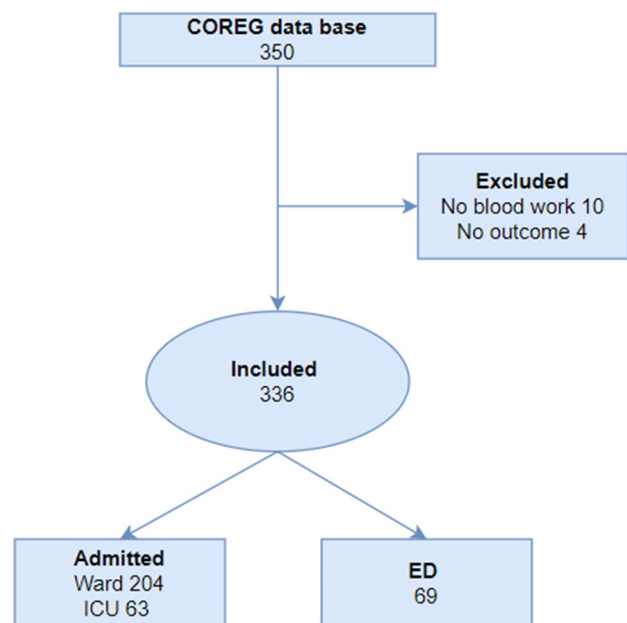 COREG data base
350
Excluded
No blood work 10
No outcome 4
Included
336
Admitted
Ward 204
ICU 63
ED
69